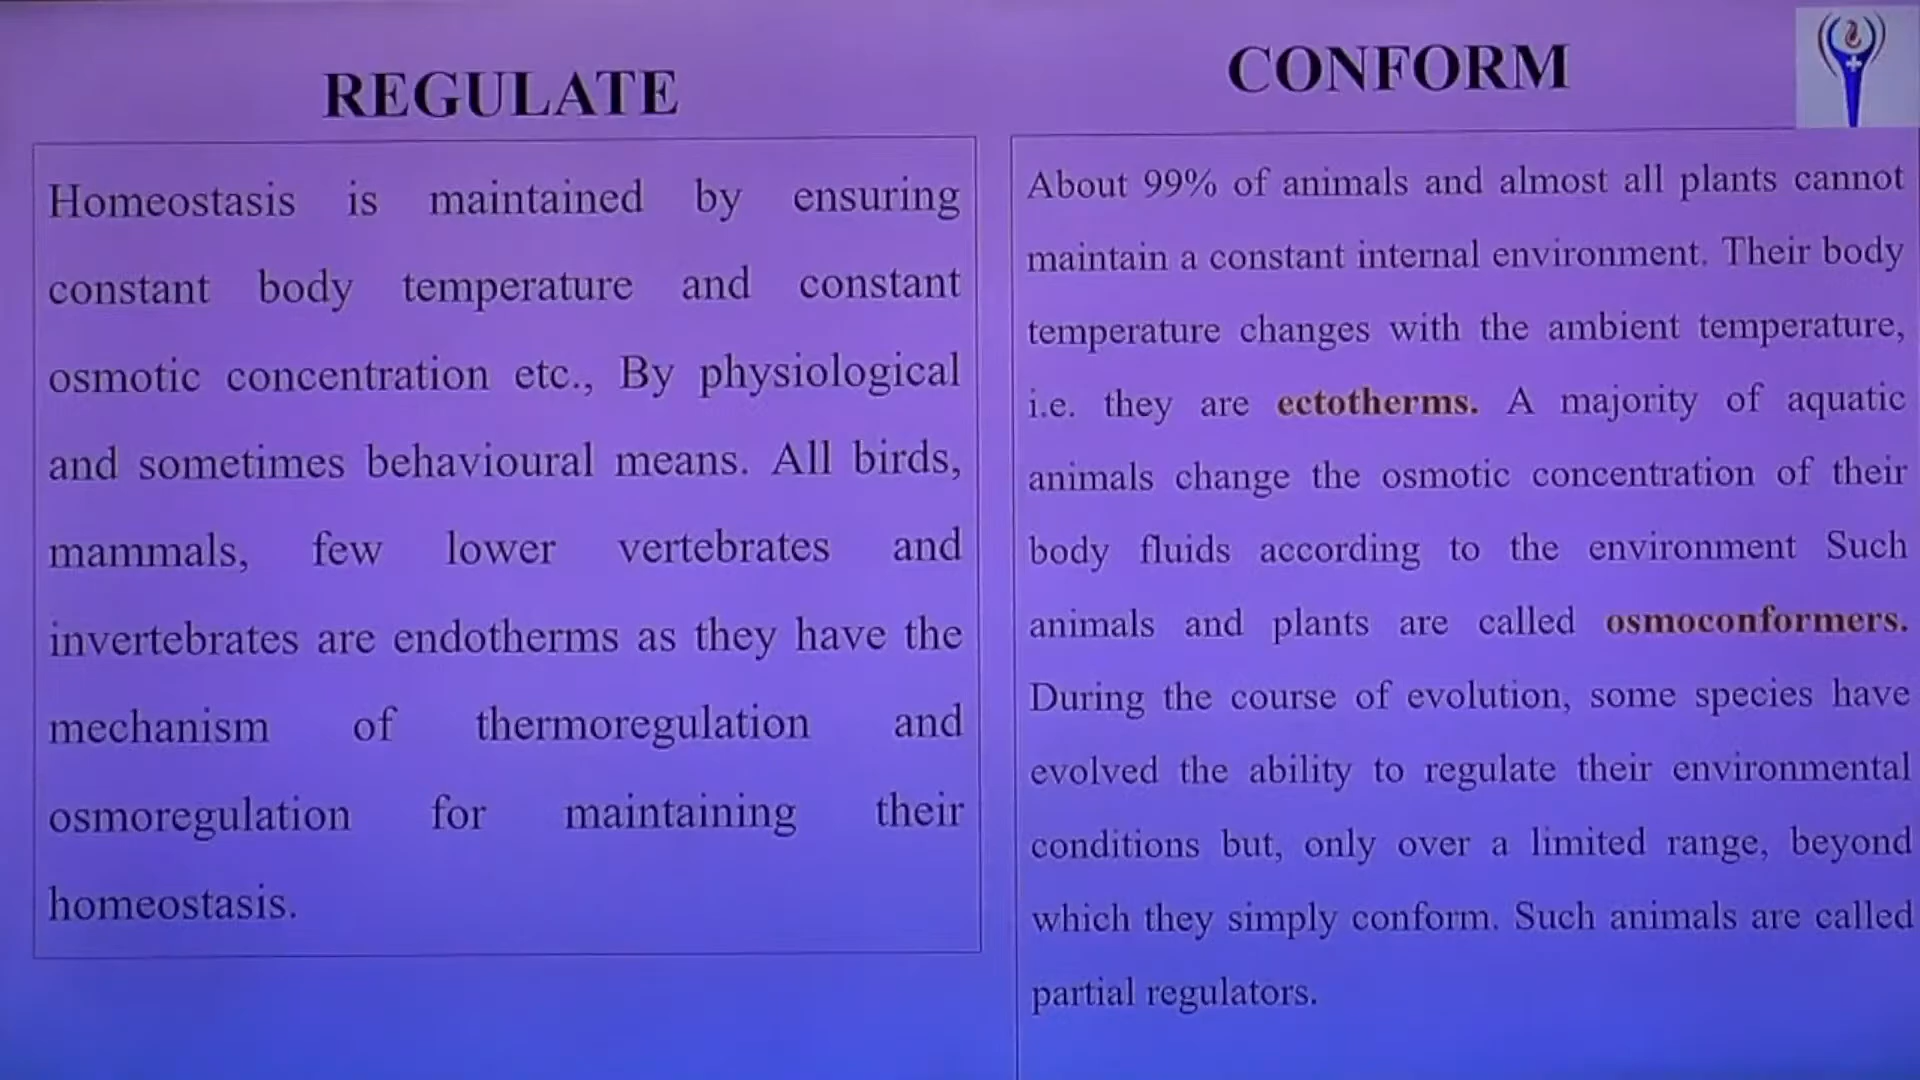 REGULATE
Homeostasis is maintained by ensuring
constant body temperature and constant
osmotic concentration etc., By physiological
and sometimes behavioural means. All birds,
mammals, few lower vertebrates and
invertebrates are endotherms as they have the
mechanism of thermoregulation and
osmoregulation for maintaining their
homeostasis.
CONFORM
About 99% of animals and almost all plants cannot
maintain a constant internal environment. Their body
temperature changes with the ambient temperature,
i.e. they are ectotherms. A majority of aquatic
animals change the osmotic concentration of their
body fluids according to the environment Such
animals and plants are called osmoconformers.
During the course of evolution, some species have
evolved the ability to regulate their environmental
conditions but, only over a limited range, beyond
which they simply conform. Such animals are called
partial regulators.